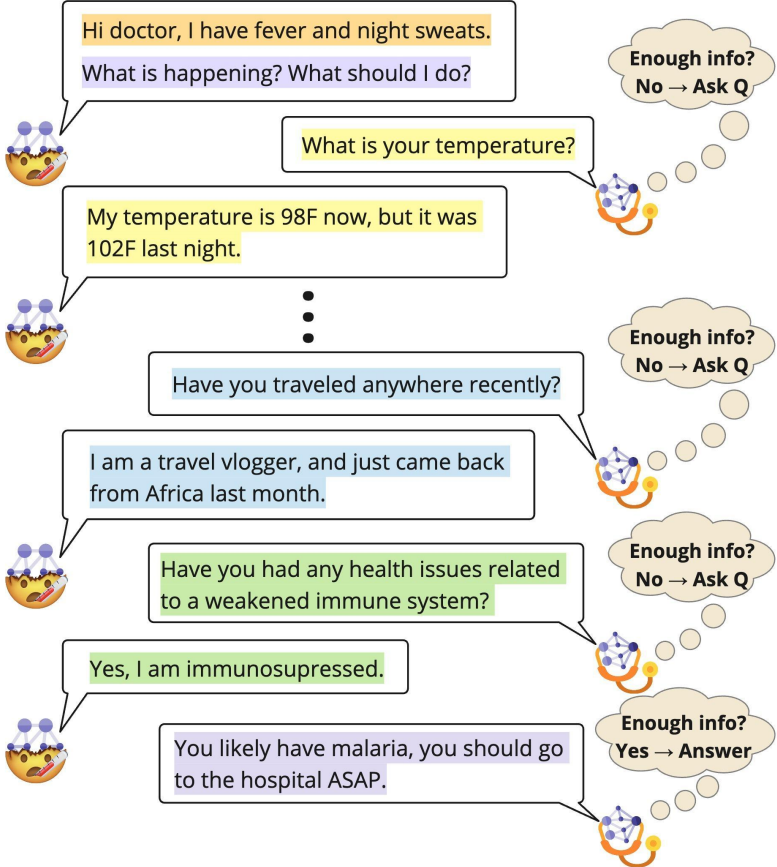 Hi doctor, I have fever and night sweats.
What is happening? What should I do?
Enough info?
No → Ask Q
What is your temperature?
My temperature is 98F now, but it was
102F last night.
Enough info?
No → Ask Q
Have you traveled anywhere recently?
I am a travel vlogger, and just came back
from Africa last month.
Enough info?
No → Ask Q
Have you had any health issues related
to a weakened immune system?
Yes, I am immunosupressed.
Enough info?
Yes → Answer
You likely have malaria, you should go
to the hospital ASAP.